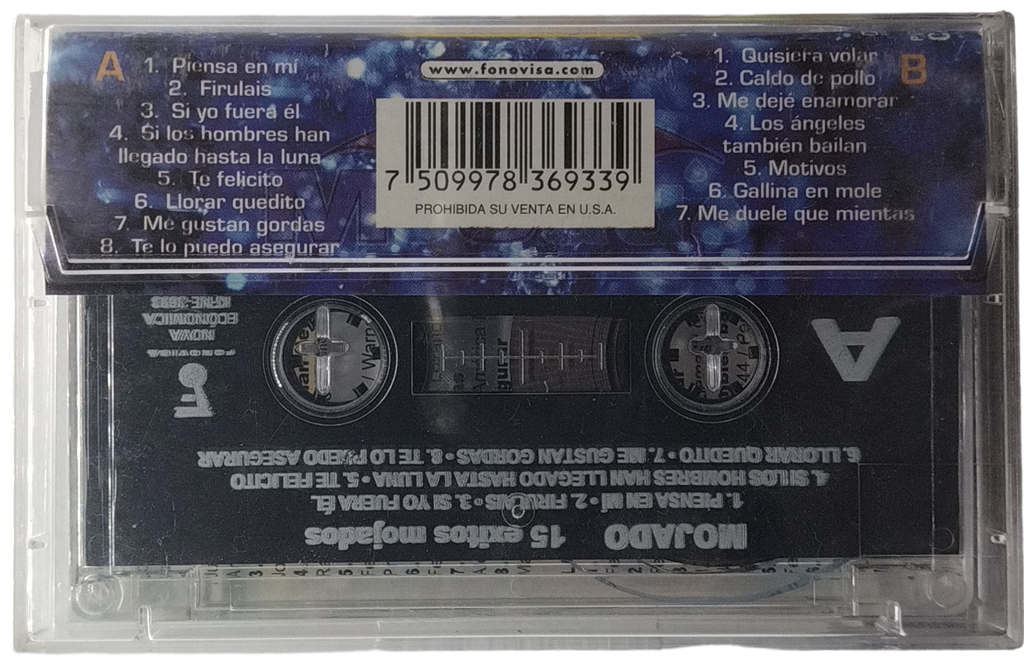 A
1. Piensa en mí
2. Firulais
3. Si yo fuera él
4. Si los hombres han
llegado hasta la luna
5. Te felicito
6. Llorar quedito
7. Me gustan gordas
8. Te lo puedo asegurar
www.fonovisa.com
7 509978 369339
PROHIBIDA SU VENTA EN U.S.A.
B
1. Quisiera volar
2. Caldo de pollo
3. Me dejé enamorar
4. Los ángeles
también bailan
5. Motivos
6. Gallina en mole
7. Me duele que mientas
MOJADO 15 exitos mojados
1. PIENSA EN MÍ • 2. FIRULAIS • 3. SI YO FUERA ÉL
4. SI LOS HOMBRES HAN LLEGADO HASTA LA LUNA • 5. TE FELICITO
6. LLORAR QUEDITO • 7. ME GUSTAN GORDAS • 8. TE LO PUEDO ASEGURAR
A
FONOVISA
NOVA
ECONOMICA